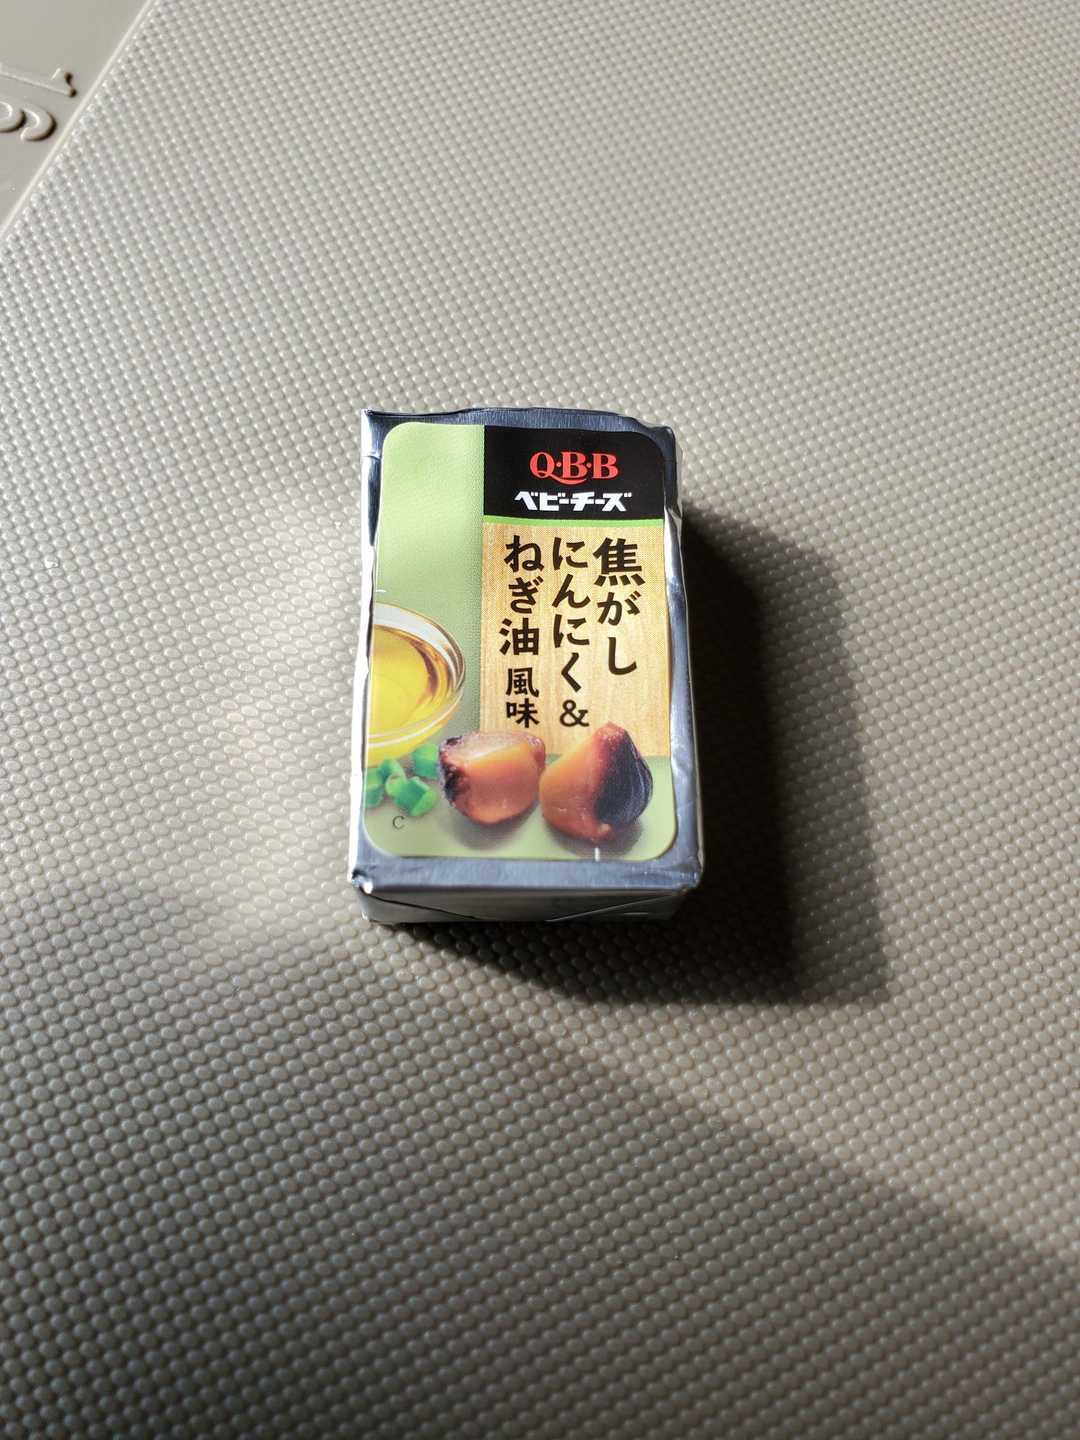 Q·B·B
ベビーチーズ
焦がし
にんにく&
ねぎ油風味
C